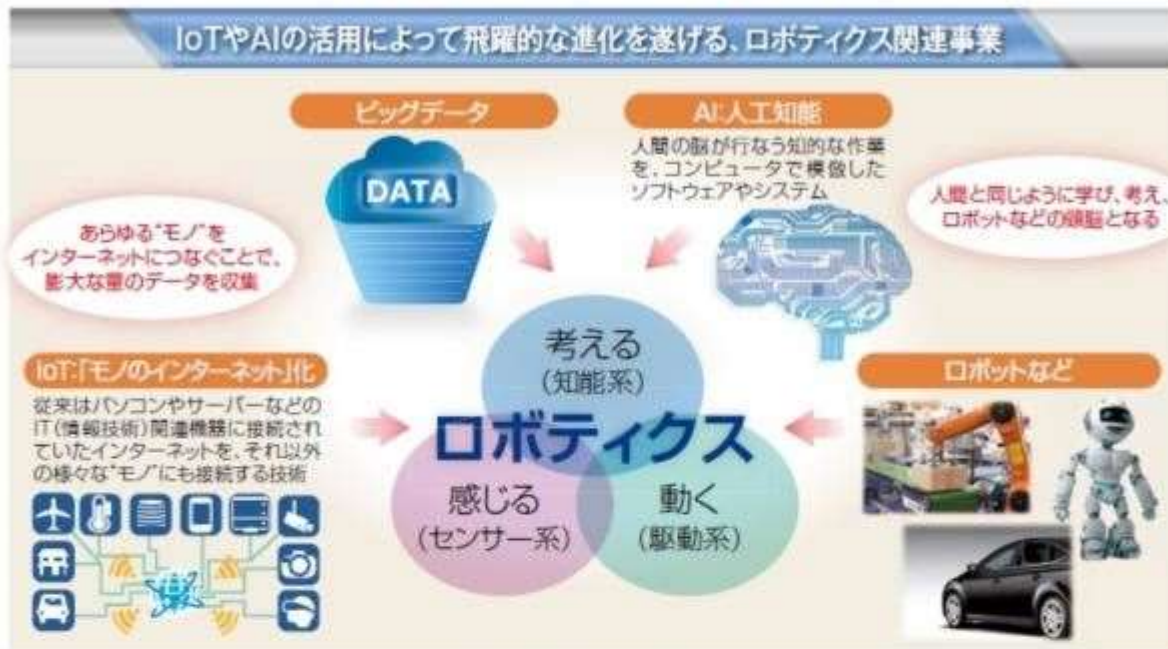 IoTやAIの活用によって飛躍的な進化を遂げる、ロボティクス関連事業
ビッグデータ
DATA
AI:人工知能
人間の脳が行なう知的な作業
を、コンピュータで模倣した
ソフトウェアやシステム
人間と同じように学び、考え、
ロボットなどの頭脳となる
あらゆる“モノ”を
インターネットにつなぐことで、
膨大な量のデータを収集
IoT:「モノのインターネット」化
従来はパソコンやサーバーなどの
IT(情報技術)関連機器に接続され
ていたインターネットを、それ以外
の様々な“モノ”にも接続する技術
考える
(知能系)
ロボティクス
感じる
(センサー系)
動く
(駆動系)
ロボットなど